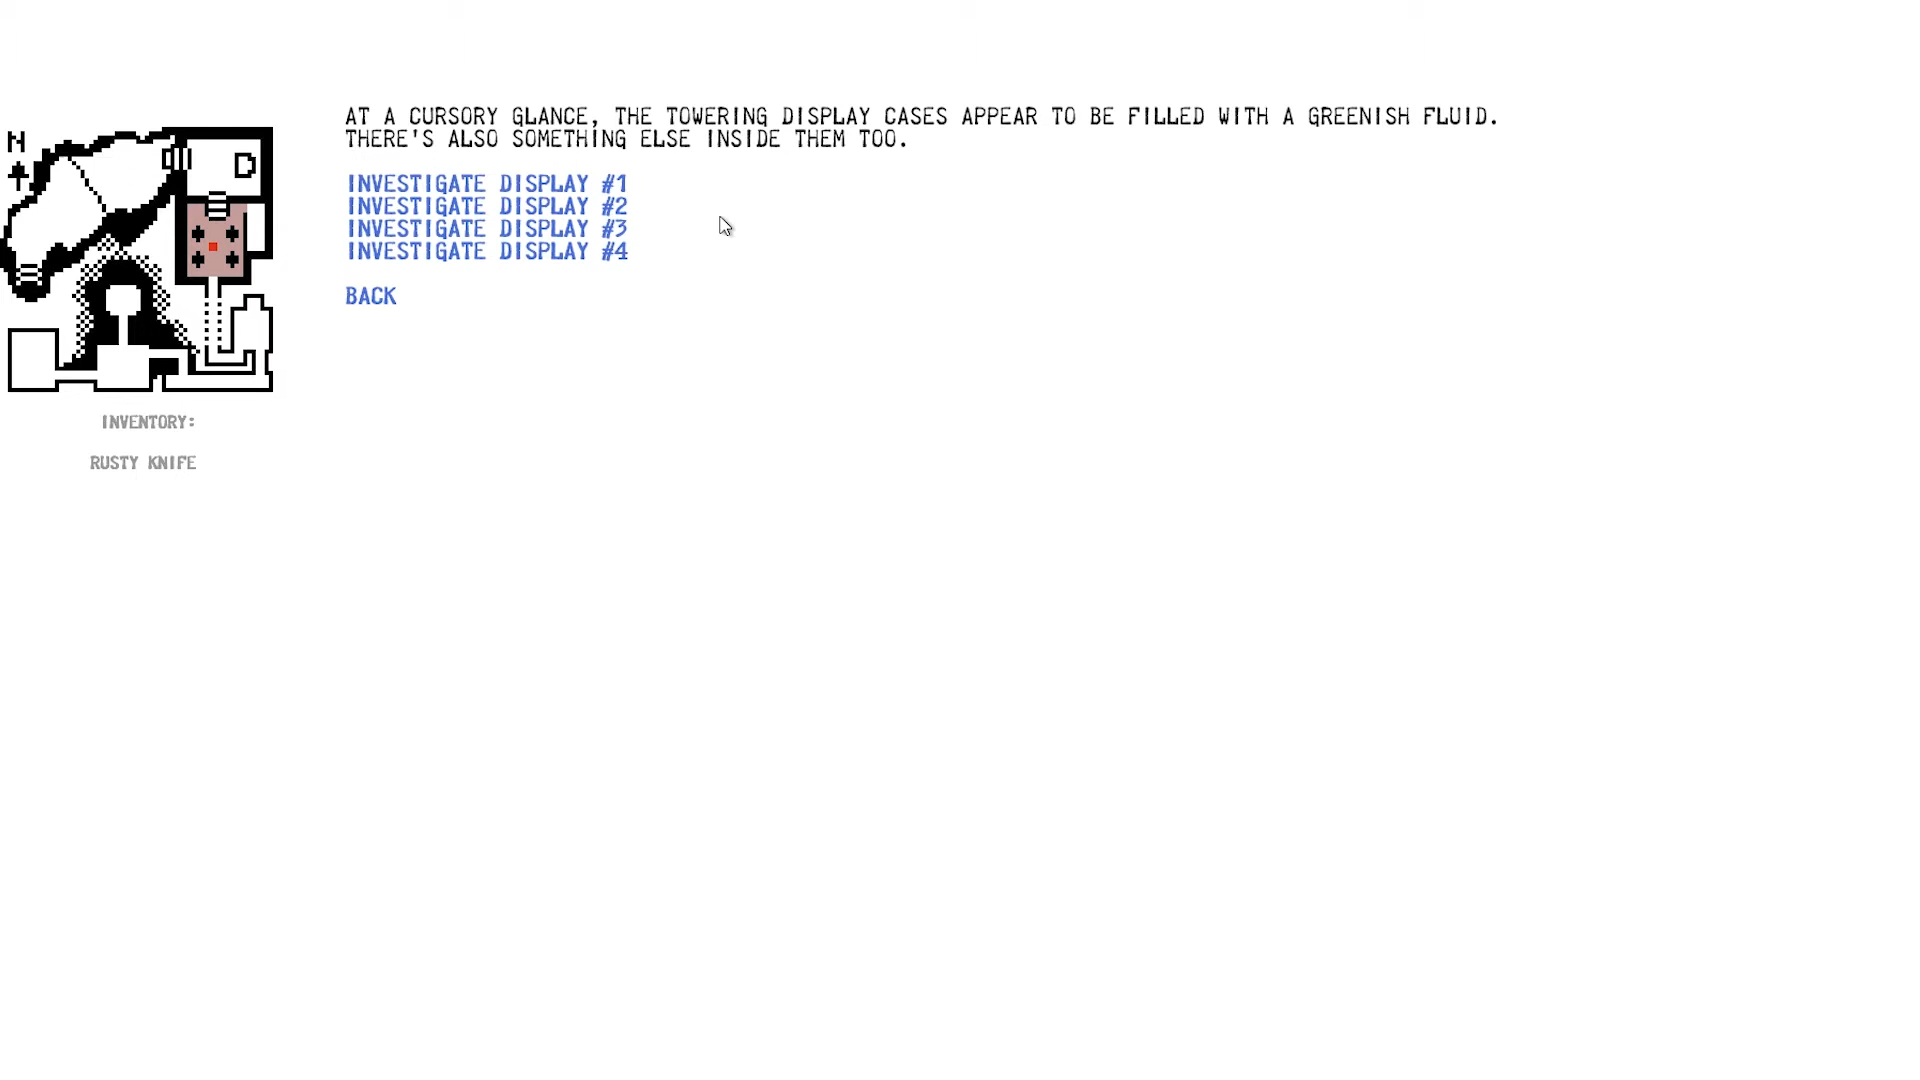 AT A CURSORY GLANCE, THE TOWERING DISPLAY CASES APPEAR TO BE FILLED WITH A GREENISH FLUID.
THERE'S ALSO SOMETHING ELSE INSIDE THEM TOO.
INVESTIGATE DISPLAY #1
INVESTIGATE DISPLAY #2
INVESTIGATE DISPLAY #3
INVESTIGATE DISPLAY #4
BACK
N
INVENTORY:
RUSTY KNIFE